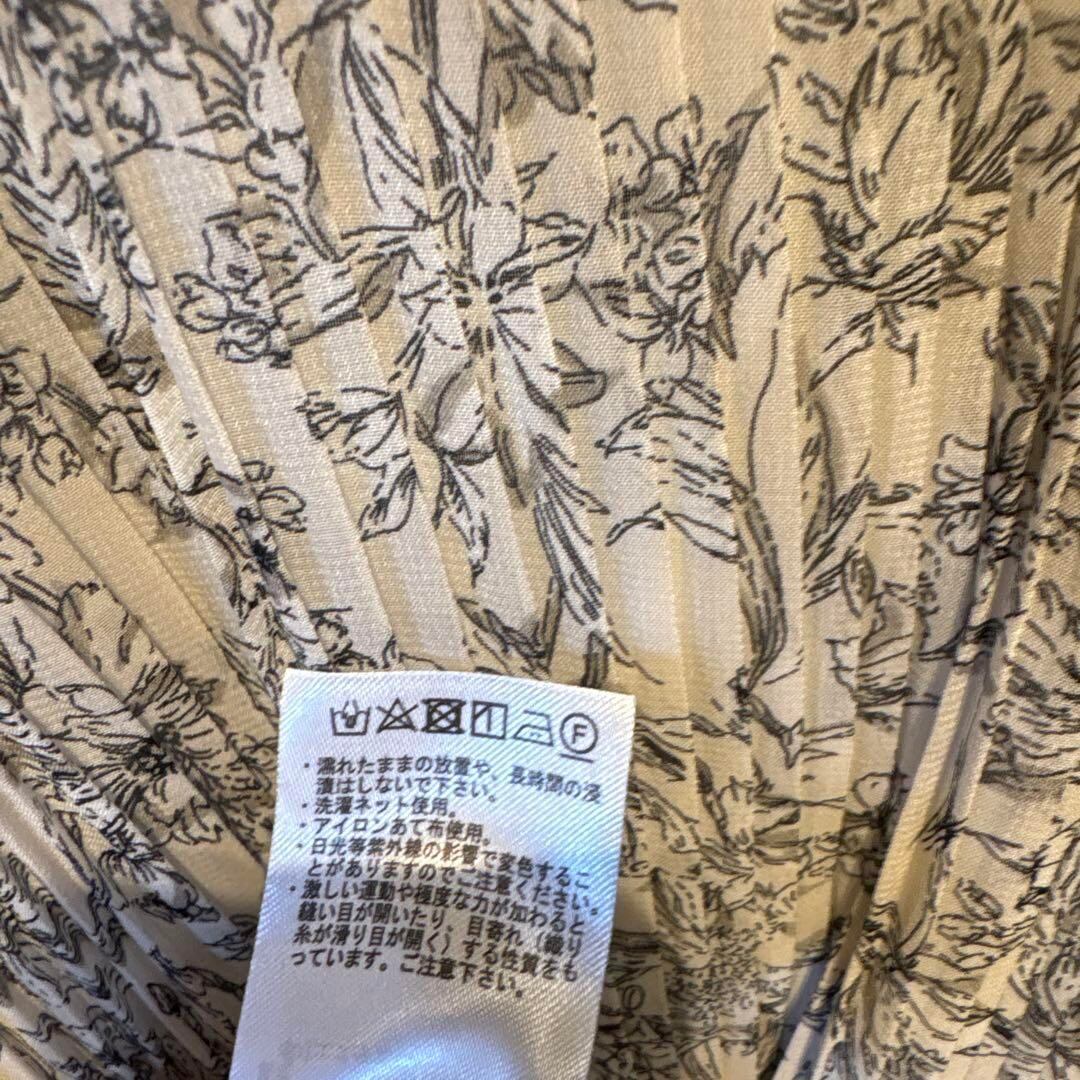 F
・濡れたままの放置や、長時間の浸
漬はしないで下さい。
・洗濯ネット使用。
・アイロンあて布使用。
・日光等紫外線の影響で変色するこ
とがありますのでご注意ください。
・激しい運動や極度な力が加わると
縫い目が開いたり、目寄れ（織り
糸が滑り目が開く）する性質をも
っています。ご注意下さい。